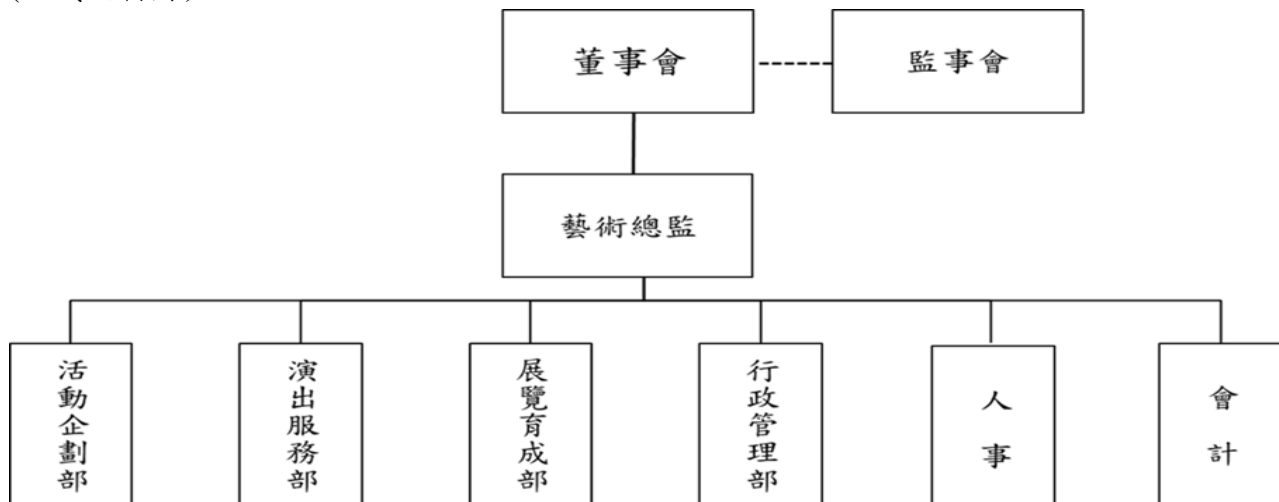 董事會
監事會
藝術總監
活動企劃部
演出服務部
展覽育成部
行政管理部
人事
會計